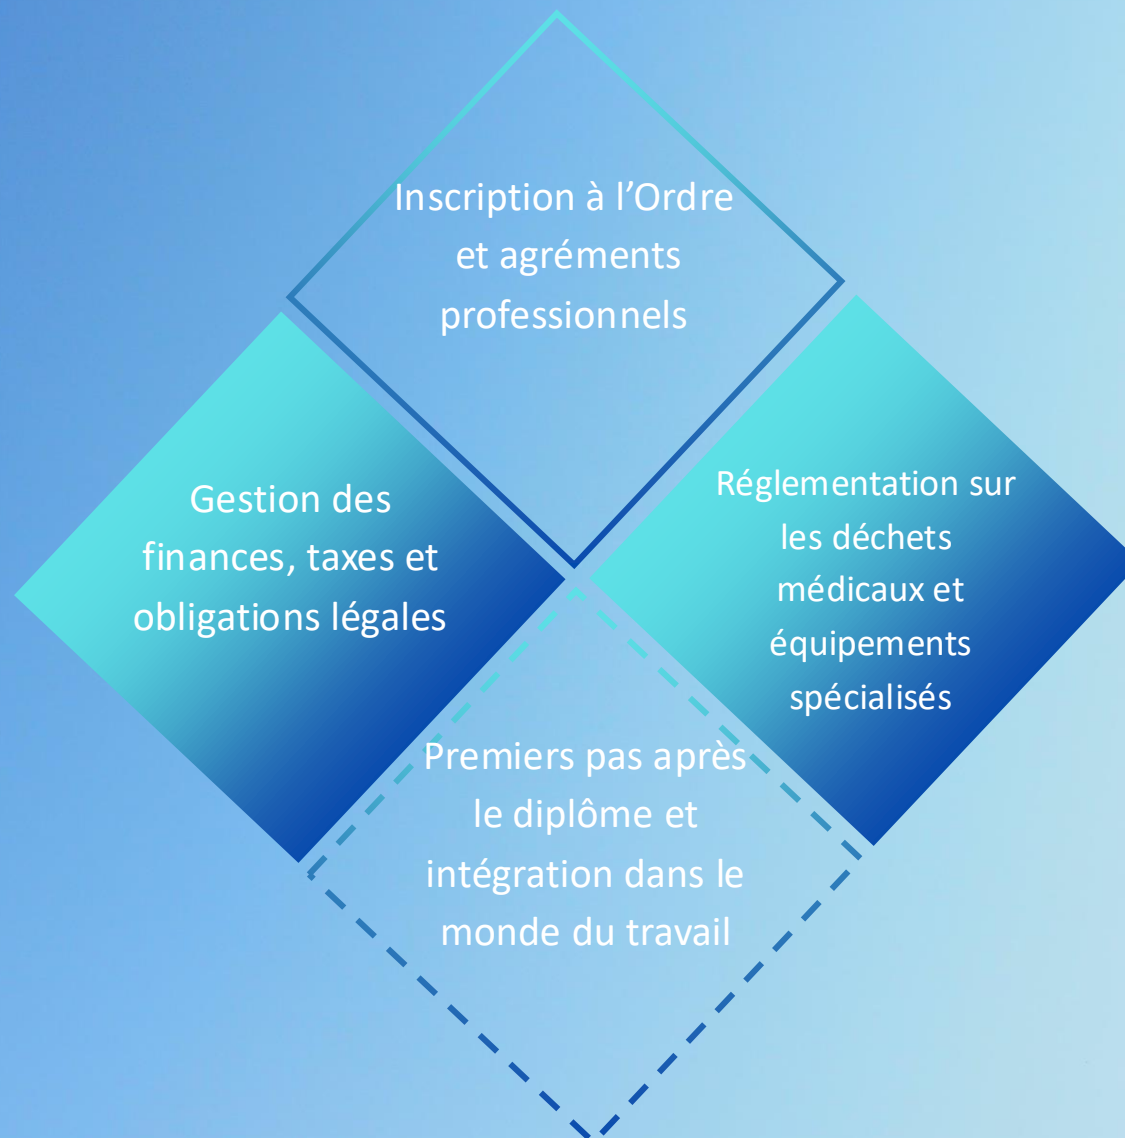 Inscription à l’Ordre
et agréments
professionnels
Gestion des
finances, taxes et
obligations légales
Réglementation sur
les déchets
médicaux et
équipements
spécialisés
Premiers pas après
le diplôme et
intégration dans le
monde du travail